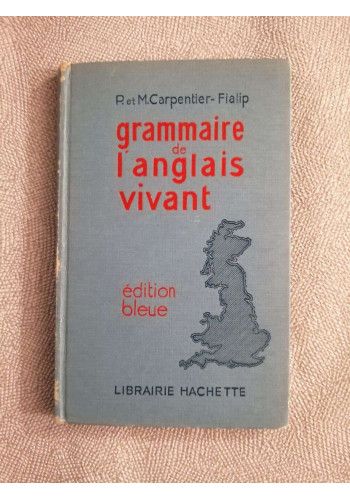 P. et M. Carpentier-Fialip
grammaire
de
l'anglais
vivant
édition
bleue
LIBRAIRIE HACHETTE